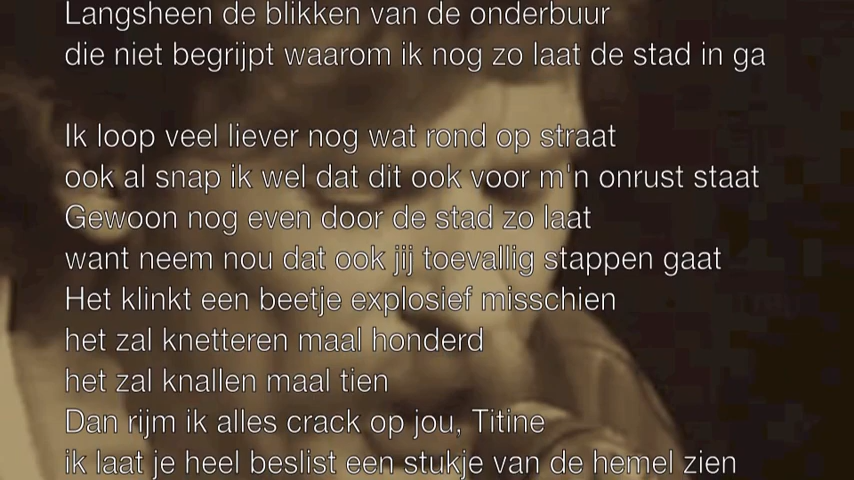 Langsheen de blikken van de onderbuur
die niet begrijpt waarom ik nog zo laat de stad in ga
Ik loop veel liever nog wat rond op straat
ook al snap ik wel dat dit ook voor m'n onrust staat
Gewoon nog even door de stad zo laat
want neem nou dat ook jij toevallig stappen gaat
Het klinkt een beetje explosief misschien
het zal knetteren maal honderd
het zal knallen maal tien
Dan rijm ik alles crack op jou, Titine
ik laat je heel beslist een stukje van de hemel zien